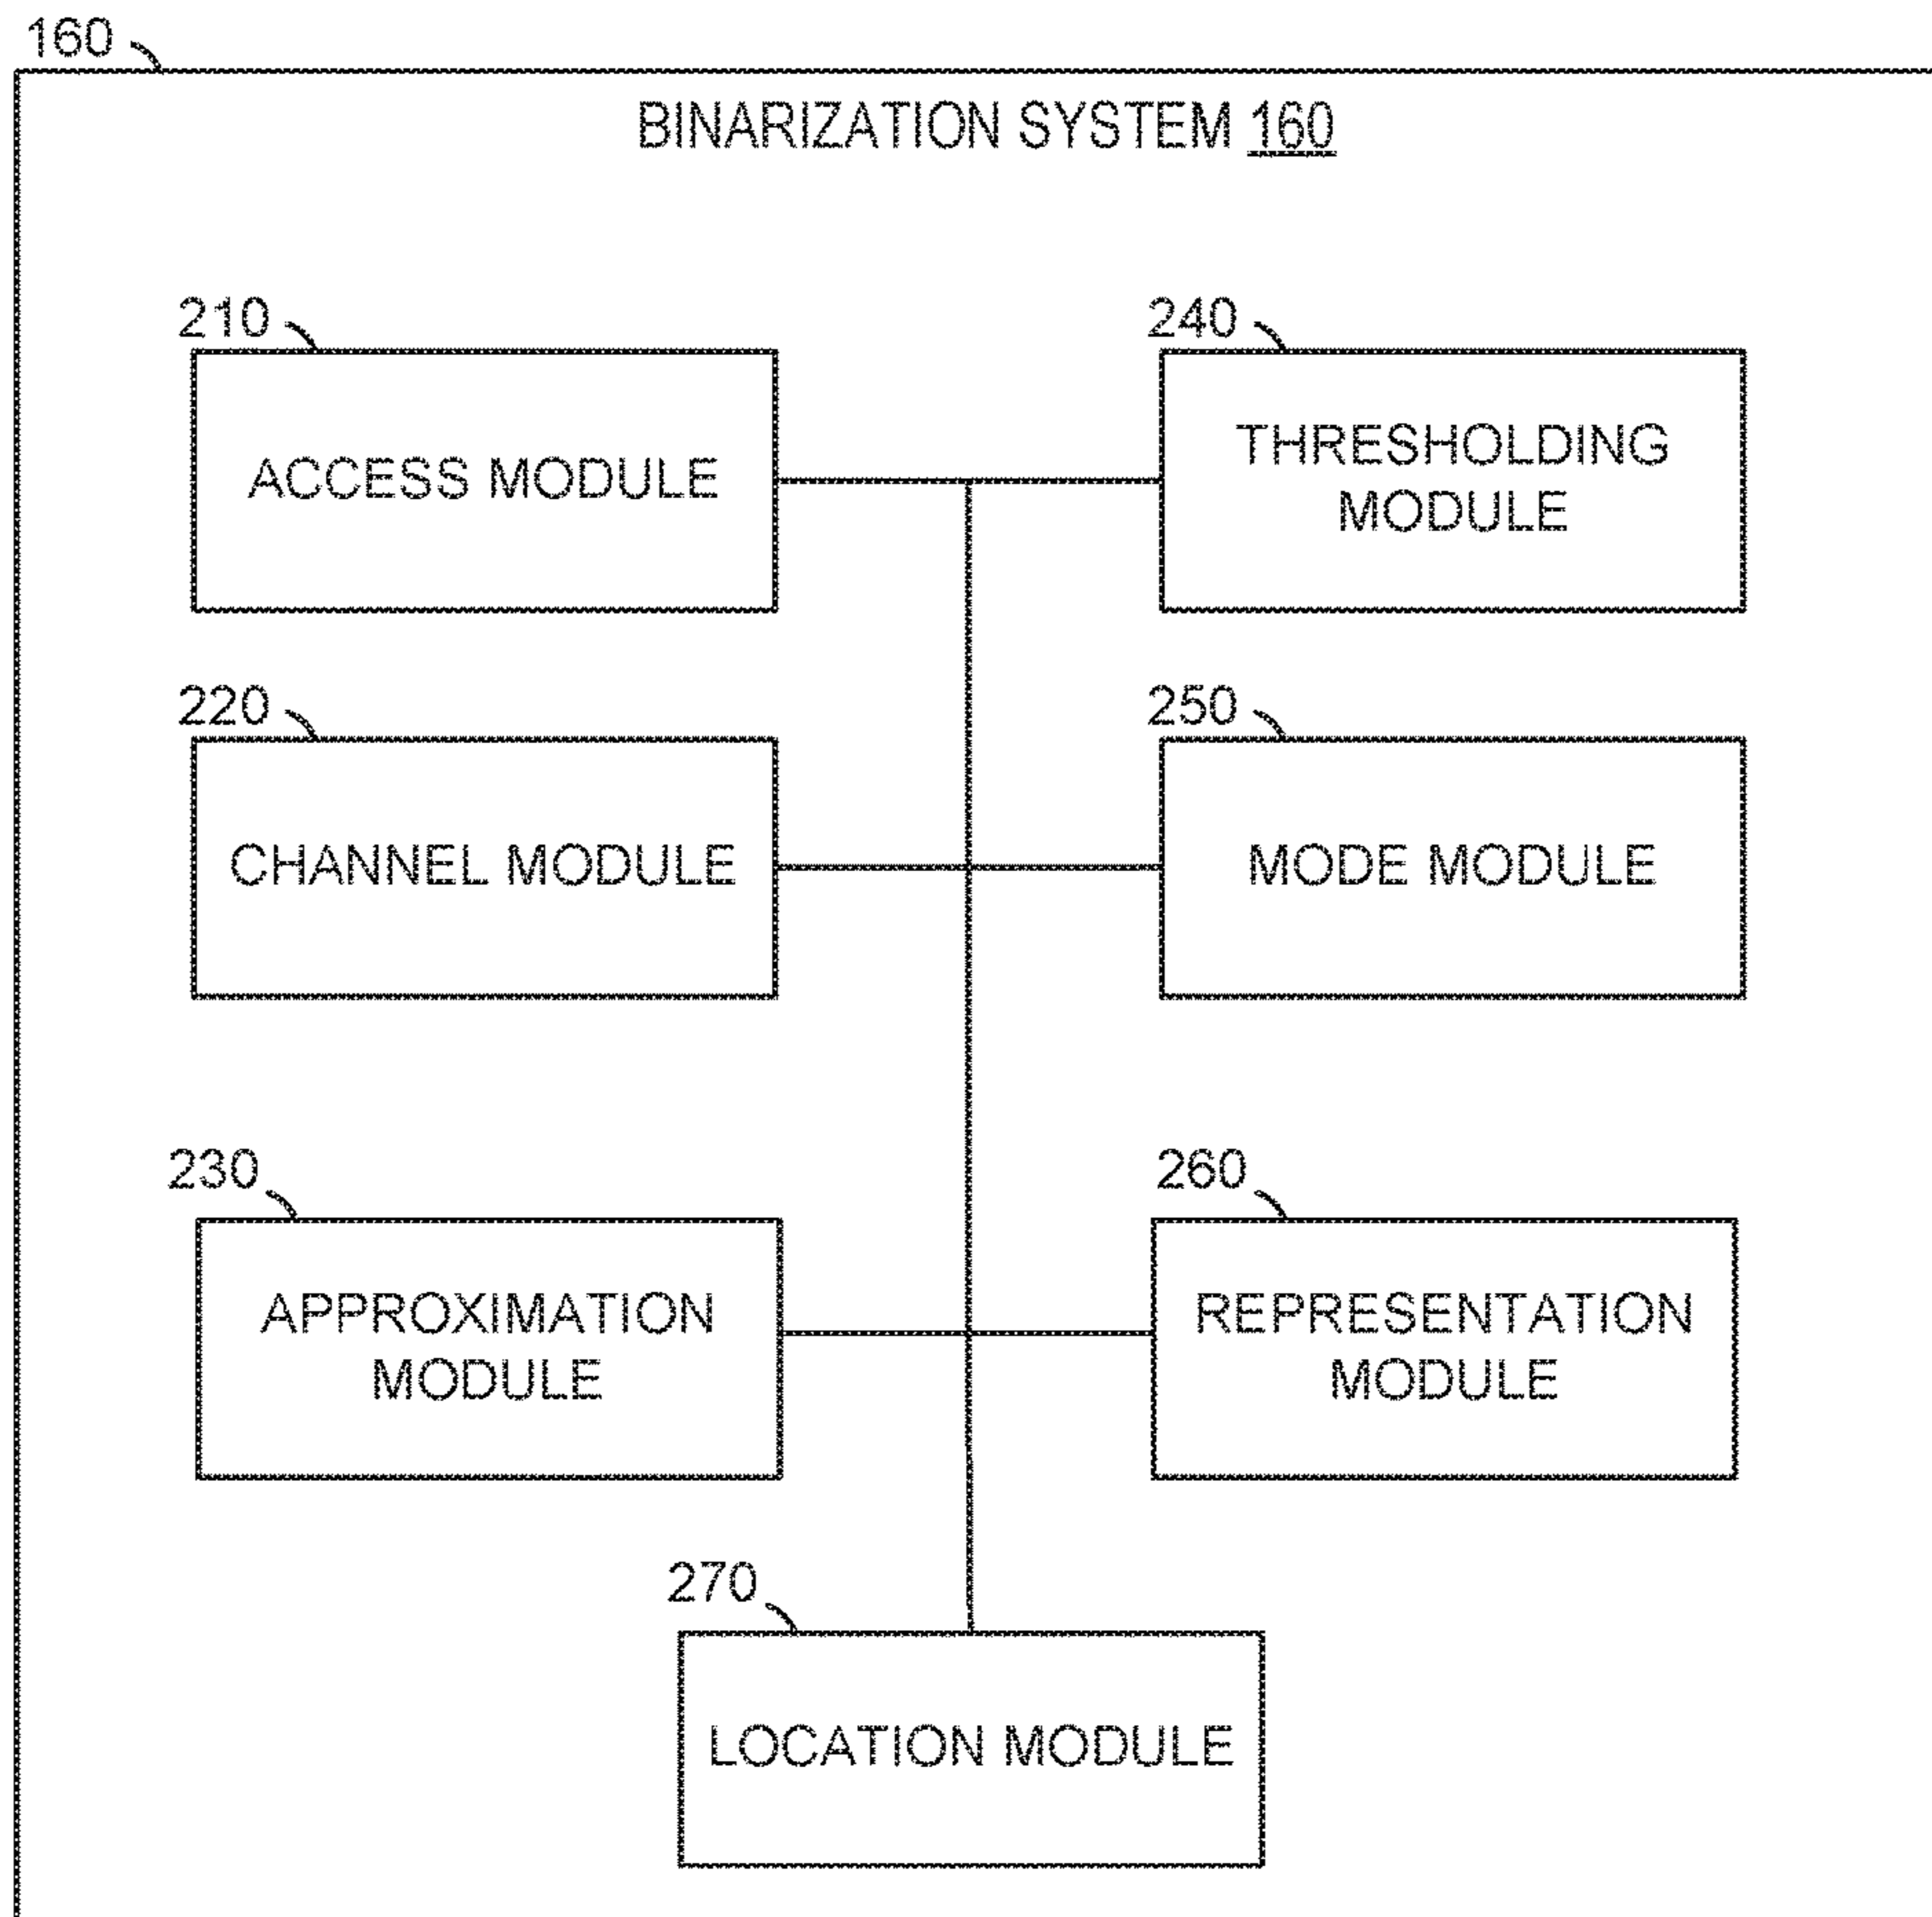 160
BINARIZATION SYSTEM 160
210
ACCESS MODULE
240
THRESHOLDING
MODULE
220
CHANNEL MODULE
250
MODE MODULE
230
APPROXIMATION
MODULE
260
REPRESENTATION
MODULE
270
LOCATION MODULE